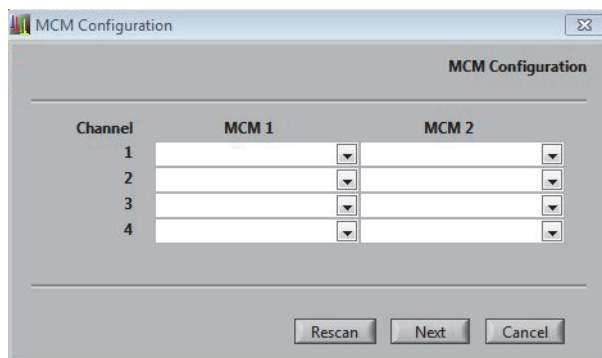 MCM Configuration
MCM Configuration
Channel MCM 1 MCM 2
1
2
3
4
Rescan Next Cancel